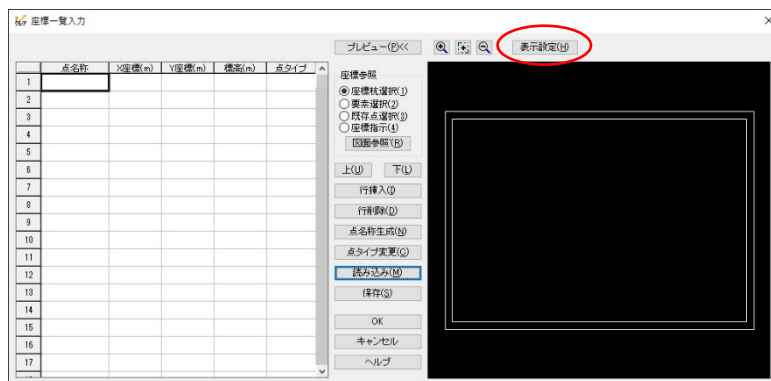 座標一覧入力
プレビュー(P)<<
表示設定(H)
点名称 X座標(m) Y座標(m) 標高(m) 点タイプ
1
2
3
4
5
6
7
8
9
10
11
12
13
14
15
16
17
座標参照
座標杭選択(1)
要素選択(2)
既存点選択(3)
座標指示(4)
図面参照(R)
上(U) 下(L)
行挿入(I)
行削除(D)
点名称生成(N)
点タイプ変更(C)
読み込み(M)
保存(S)
OK
キャンセル
ヘルプ